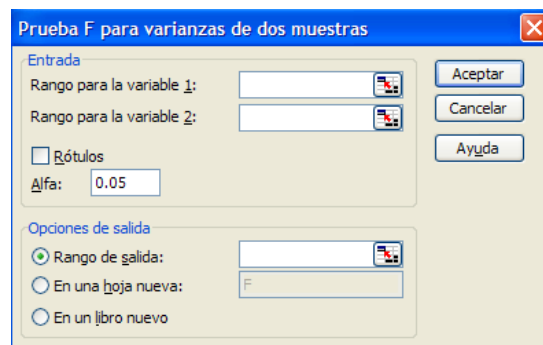 Prueba F para varianzas de dos muestras
Entrada
Rango para la variable 1:
Rango para la variable 2:
Rótulos
Alfa: 0.05
Aceptar
Cancelar
Ayuda
Opciones de salida
Rango de salida:
En una hoja nueva: F
En un libro nuevo